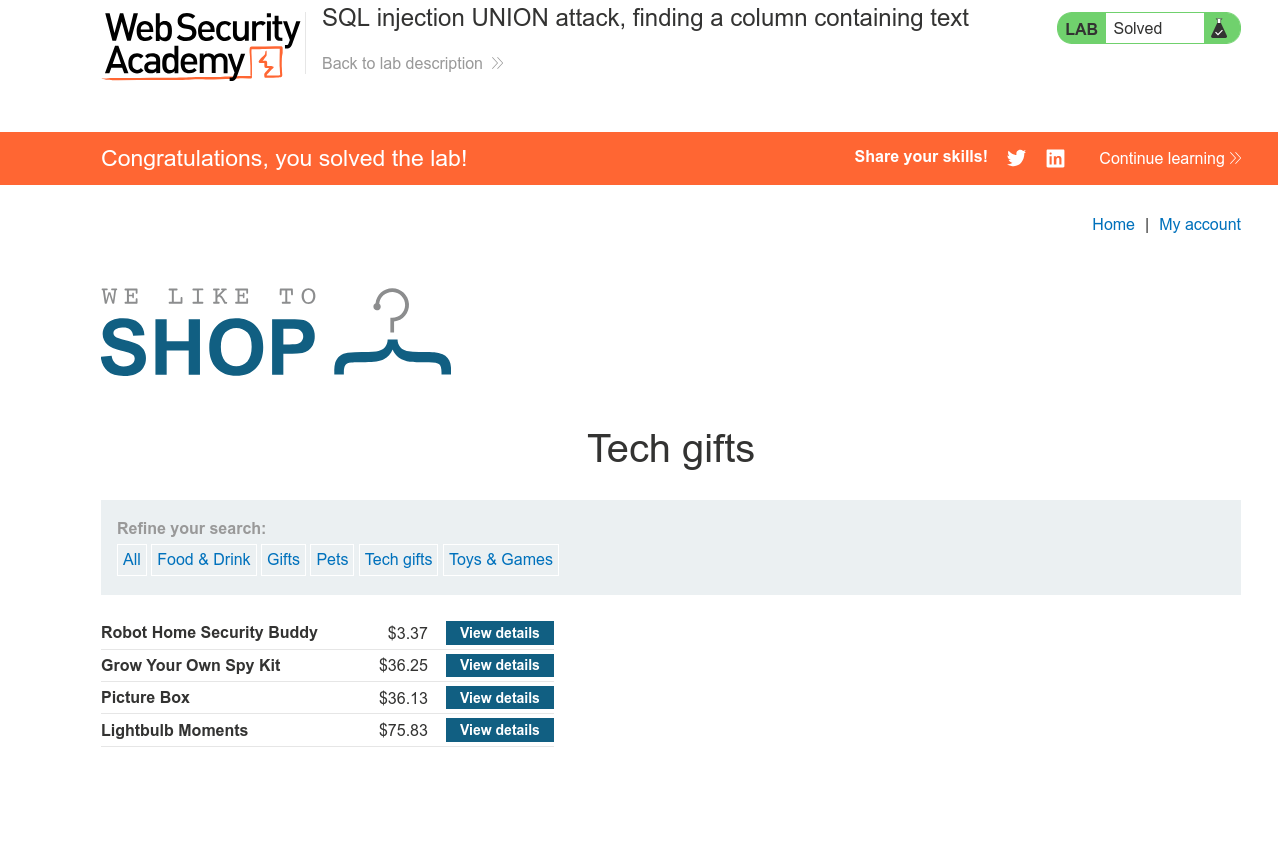 Web Security
Academy
SQL injection UNION attack, finding a column containing text
Back to lab description
LAB Solved
Congratulations, you solved the lab!
Share your skills!
Continue learning
Home | My account
WE LIKE TO
SHOP
Tech gifts
Refine your search:
All Food & Drink Gifts Pets Tech gifts Toys & Games
Robot Home Security Buddy $3.37 View details
Grow Your Own Spy Kit $36.25 View details
Picture Box $36.13 View details
Lightbulb Moments $75.83 View details